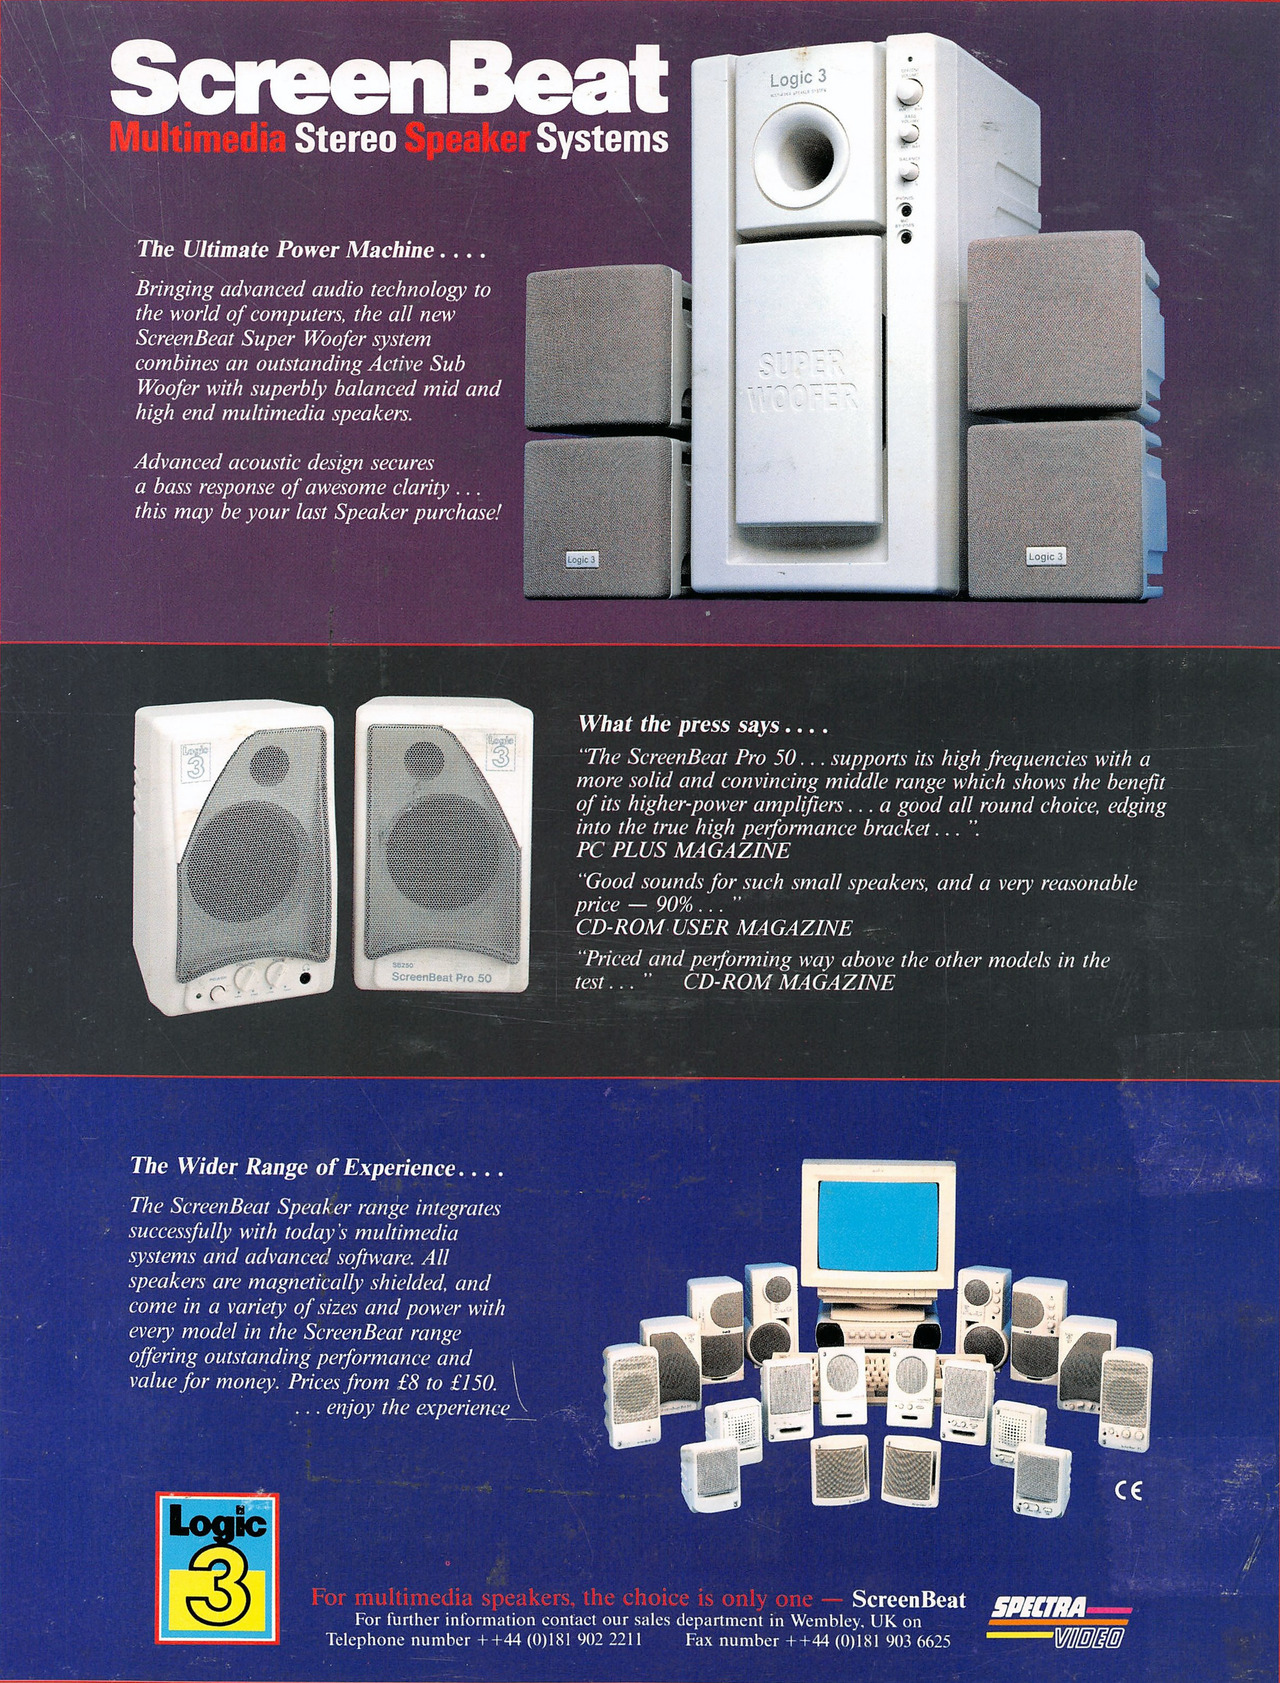 ScreenBeat
Multimedia Stereo Speaker Systems
Logic 3
The Ultimate Power Machine . . . .
Bringing advanced audio technology to
the world of computers, the all new
ScreenBeat Super Woofer system
combines an outstanding Active Sub
Woofer with superbly balanced mid and
high end multimedia speakers.
Advanced acoustic design secures
a bass response of awesome clarity . . .
this may be your last Speaker purchase!
SUPER
WOOFER
Logic 3
Logic 3
Logic
3
Logic
3
SB250
ScreenBeat Pro 50
What the press says . . . .
“The ScreenBeat Pro 50 . . . supports its high frequencies with a
more solid and convincing middle range which shows the benefit
of its higher-power amplifiers . . . a good all round choice, edging
into the true high performance bracket . . . ”.
PC PLUS MAGAZINE
“Good sounds for such small speakers, and a very reasonable
price — 90% . . . ”
CD-ROM USER MAGAZINE
“Priced and performing way above the other models in the
test . . . ” CD-ROM MAGAZINE
The Wider Range of Experience . . . .
The ScreenBeat Speaker range integrates
successfully with today's multimedia
systems and advanced software. All
speakers are magnetically shielded, and
come in a variety of sizes and power with
every model in the ScreenBeat range
offering outstanding performance and
value for money. Prices from £8 to £150.
. . . enjoy the experience
CE
Logic
3
For multimedia speakers, the choice is only one — ScreenBeat
For further information contact our sales department in Wembley, UK on
Telephone number ++44 (0)181 902 2211 Fax number ++44 (0)181 903 6625
SPECTRA
VIDEO